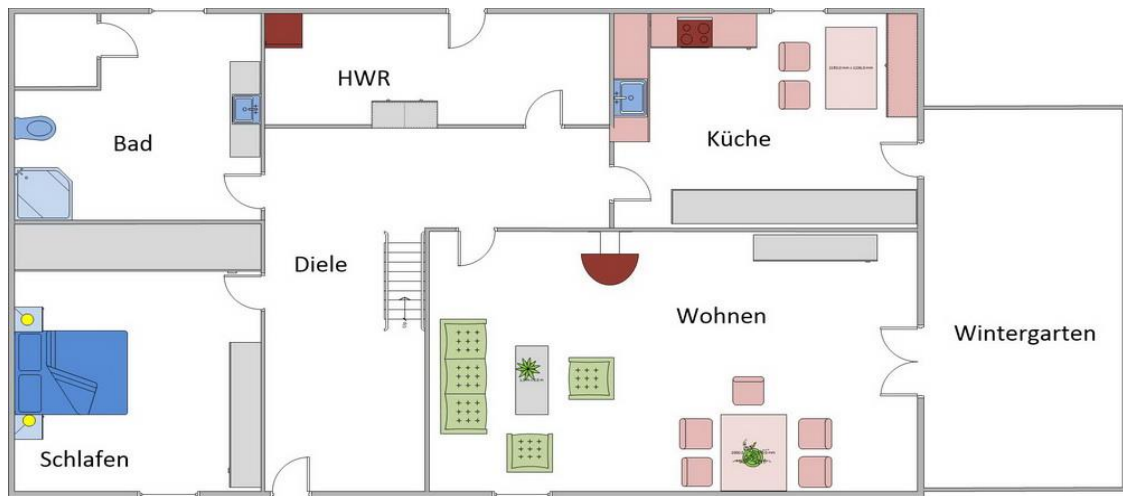 HWR
Küche
Bad
Diele
Wohnen
Wintergarten
Schlafen